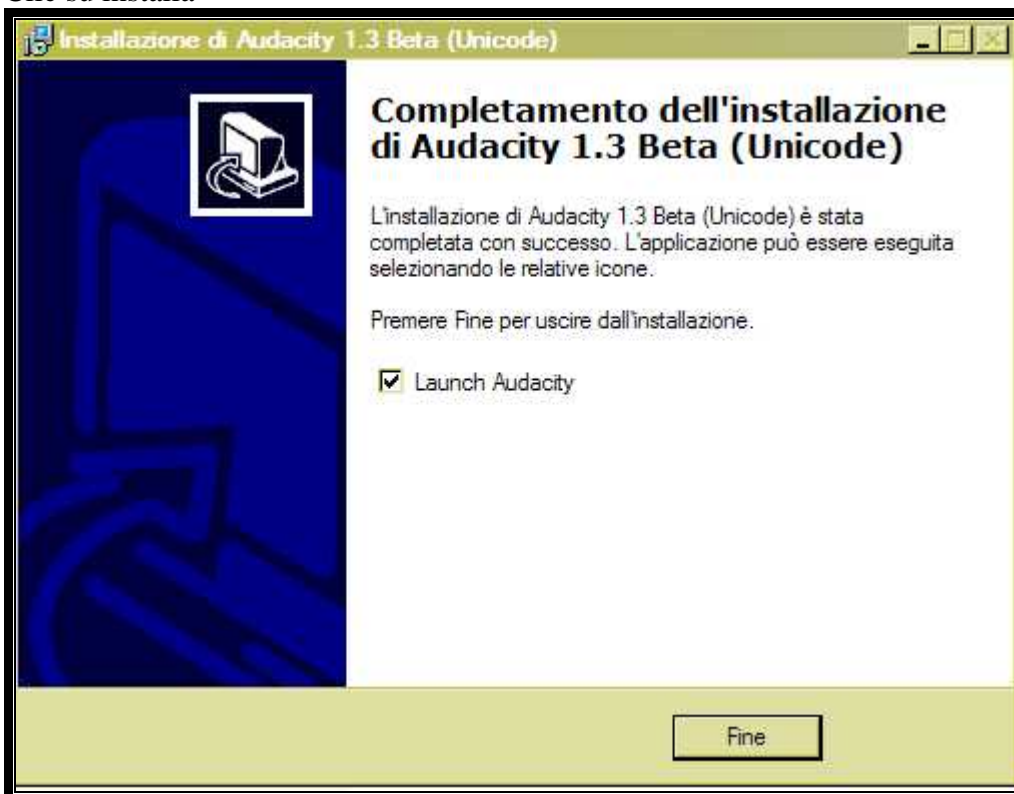 Installazione di Audacity 1.3 Beta (Unicode)
Completamento dell'installazione
di Audacity 1.3 Beta (Unicode)
L'installazione di Audacity 1.3 Beta (Unicode) è stata
completata con successo. L'applicazione può essere eseguita
selezionando le relative icone.
Premere Fine per uscire dall'installazione.
Launch Audacity
Fine